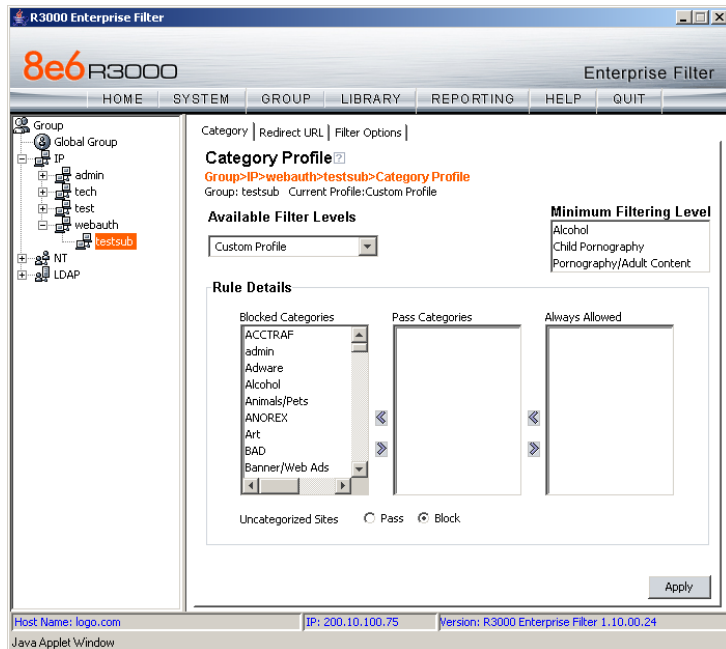 R3000 Enterprise Filter
8e6 R3000
Enterprise Filter
HOME SYSTEM GROUP LIBRARY REPORTING HELP QUIT
Group
Global Group
IP
admin
tech
test
webauth
testsub
NT
LDAP
Category Redirect URL Filter Options
Category Profile ?
Group>IP>webauth>testsub>Category Profile
Group: testsub Current Profile:Custom Profile
Available Filter Levels
Custom Profile
Minimum Filtering Level
Alcohol
Child Pornography
Pornography/Adult Content
Rule Details
Blocked Categories
ACCTRAF
admin
Adware
Alcohol
Animals/Pets
ANOREX
Art
BAD
Banner/Web Ads
Pass Categories
Always Allowed
Uncategorized Sites Pass Block
Apply
Host Name: logo.com IP: 200.10.100.75 Version: R3000 Enterprise Filter 1.10.00.24
Java Applet Window